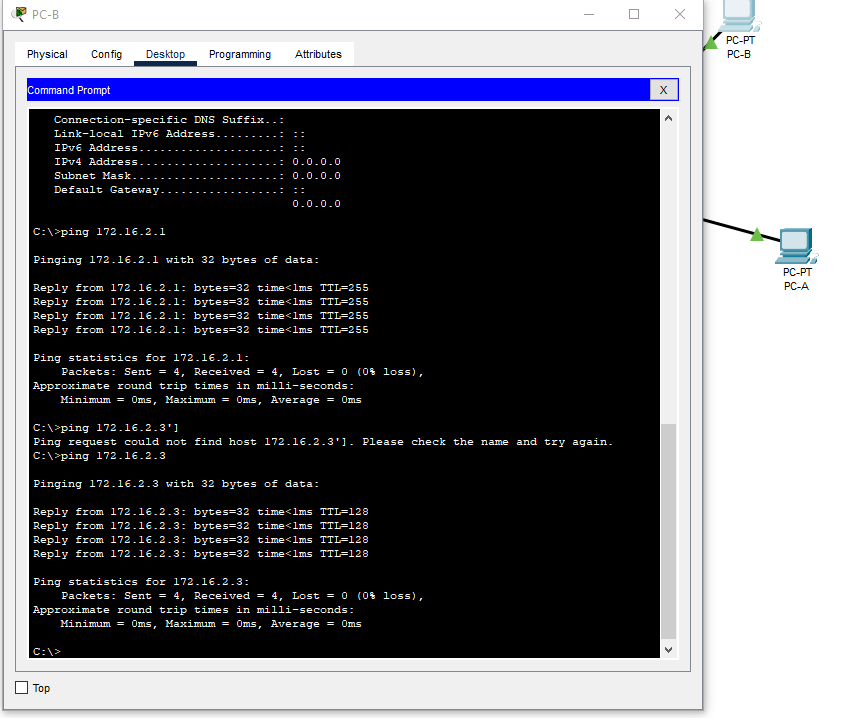 PC-B
Physical Config Desktop Programming Attributes
Command Prompt X
Connection-specific DNS Suffix..:
Link-local IPv6 Address.........: ::
IPv6 Address....................: ::
IPv4 Address....................: 0.0.0.0
Subnet Mask.....................: 0.0.0.0
Default Gateway.................: ::
0.0.0.0
C:\>ping 172.16.2.1
Pinging 172.16.2.1 with 32 bytes of data:
Reply from 172.16.2.1: bytes=32 time<1ms TTL=255
Reply from 172.16.2.1: bytes=32 time<1ms TTL=255
Reply from 172.16.2.1: bytes=32 time<1ms TTL=255
Reply from 172.16.2.1: bytes=32 time<1ms TTL=255
Ping statistics for 172.16.2.1:
Packets: Sent = 4, Received = 4, Lost = 0 (0% loss),
Approximate round trip times in milli-seconds:
Minimum = 0ms, Maximum = 0ms, Average = 0ms
C:\>ping 172.16.2.3']
Ping request could not find host 172.16.2.3']. Please check the name and try again.
C:\>ping 172.16.2.3
Pinging 172.16.2.3 with 32 bytes of data:
Reply from 172.16.2.3: bytes=32 time<1ms TTL=128
Reply from 172.16.2.3: bytes=32 time<1ms TTL=128
Reply from 172.16.2.3: bytes=32 time<1ms TTL=128
Reply from 172.16.2.3: bytes=32 time<1ms TTL=128
Ping statistics for 172.16.2.3:
Packets: Sent = 4, Received = 4, Lost = 0 (0% loss),
Approximate round trip times in milli-seconds:
Minimum = 0ms, Maximum = 0ms, Average = 0ms
C:\>
Top
PC-PT
PC-B
PC-PT
PC-A